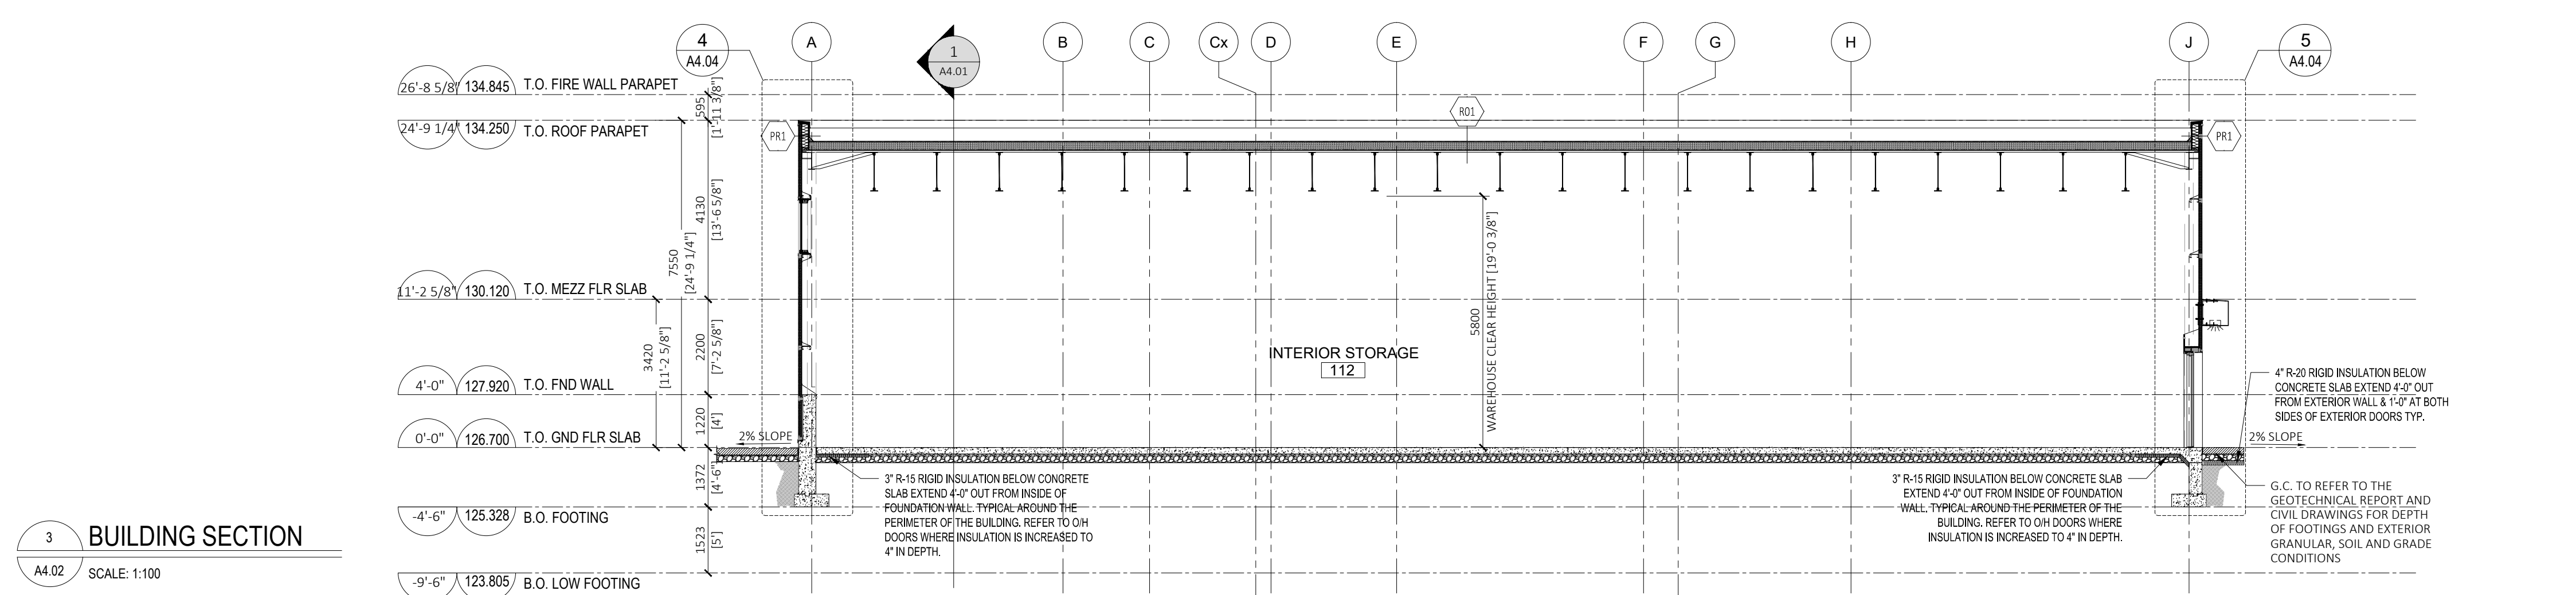 4
A4.04
A
1
A4.01
B
C
Cx
D
E
F
G
H
J
5
A4.04
26'-8 5/8" 134.845 T.O. FIRE WALL PARAPET
24'-9 1/4" 134.250 T.O. ROOF PARAPET
11'-2 5/8" 130.120 T.O. MEZZ FLR SLAB
4'-0" 127.920 T.O. FND WALL
0'-0" 126.700 T.O. GND FLR SLAB
-4'-6" 125.328 B.O. FOOTING
-9'-6" 123.805 B.O. LOW FOOTING
595
[1'-11 3/8"]
4130
[13'-6 5/8"]
7550
[24'-9 1/4"]
2200
[7'-2 5/8"]
3420
[11'-2 5/8"]
1220
[4']
1372
[4'-6"]
1523
[5']
PR1
R01
PR1
5800
WAREHOUSE CLEAR HEIGHT [19'-0 3/8"]
INTERIOR STORAGE
112
2% SLOPE
2% SLOPE
4" R-20 RIGID INSULATION BELOW
CONCRETE SLAB EXTEND 4'-0" OUT
FROM EXTERIOR WALL & 1'-0" AT BOTH
SIDES OF EXTERIOR DOORS TYP.
3" R-15 RIGID INSULATION BELOW CONCRETE
SLAB EXTEND 4'-0" OUT FROM INSIDE OF
FOUNDATION WALL. TYPICAL AROUND THE
PERIMETER OF THE BUILDING. REFER TO O/H
DOORS WHERE INSULATION IS INCREASED TO
4" IN DEPTH.
3" R-15 RIGID INSULATION BELOW CONCRETE SLAB
EXTEND 4'-0" OUT FROM INSIDE OF FOUNDATION
WALL, TYPICAL AROUND THE PERIMETER OF THE
BUILDING. REFER TO O/H DOORS WHERE
INSULATION IS INCREASED TO 4" IN DEPTH.
G.C. TO REFER TO THE
GEOTECHNICAL REPORT AND
CIVIL DRAWINGS FOR DEPTH
OF FOOTINGS AND EXTERIOR
GRANULAR, SOIL AND GRADE
CONDITIONS
3
A4.02
BUILDING SECTION
SCALE: 1:100